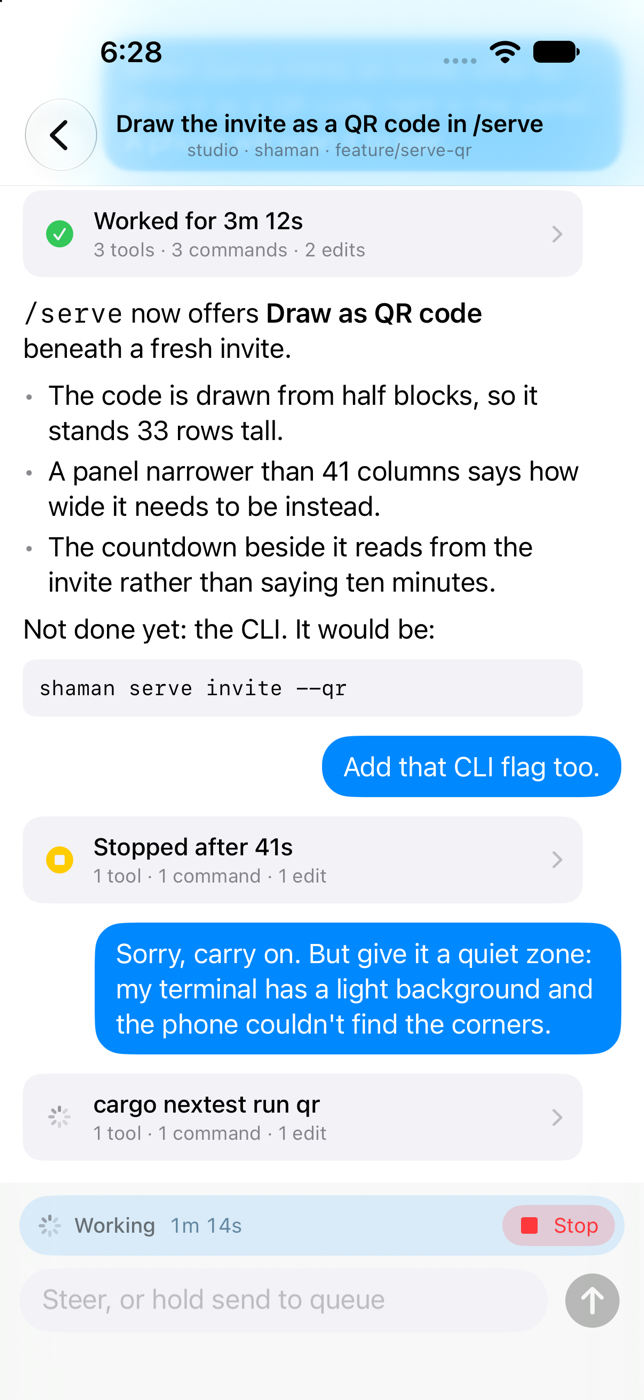 6:28
Draw the invite as a QR code in /serve
studio · shaman · feature/serve-qr
Worked for 3m 12s
3 tools · 3 commands · 2 edits
/serve now offers Draw as QR code
beneath a fresh invite.
• The code is drawn from half blocks, so it
stands 33 rows tall.
• A panel narrower than 41 columns says how
wide it needs to be instead.
• The countdown beside it reads from the
invite rather than saying ten minutes.
Not done yet: the CLI. It would be:
shaman serve invite --qr
Add that CLI flag too.
Stopped after 41s
1 tool · 1 command · 1 edit
Sorry, carry on. But give it a quiet zone:
my terminal has a light background and
the phone couldn't find the corners.
cargo nextest run qr
1 tool · 1 command · 1 edit
Working 1m 14s
Stop
Steer, or hold send to queue